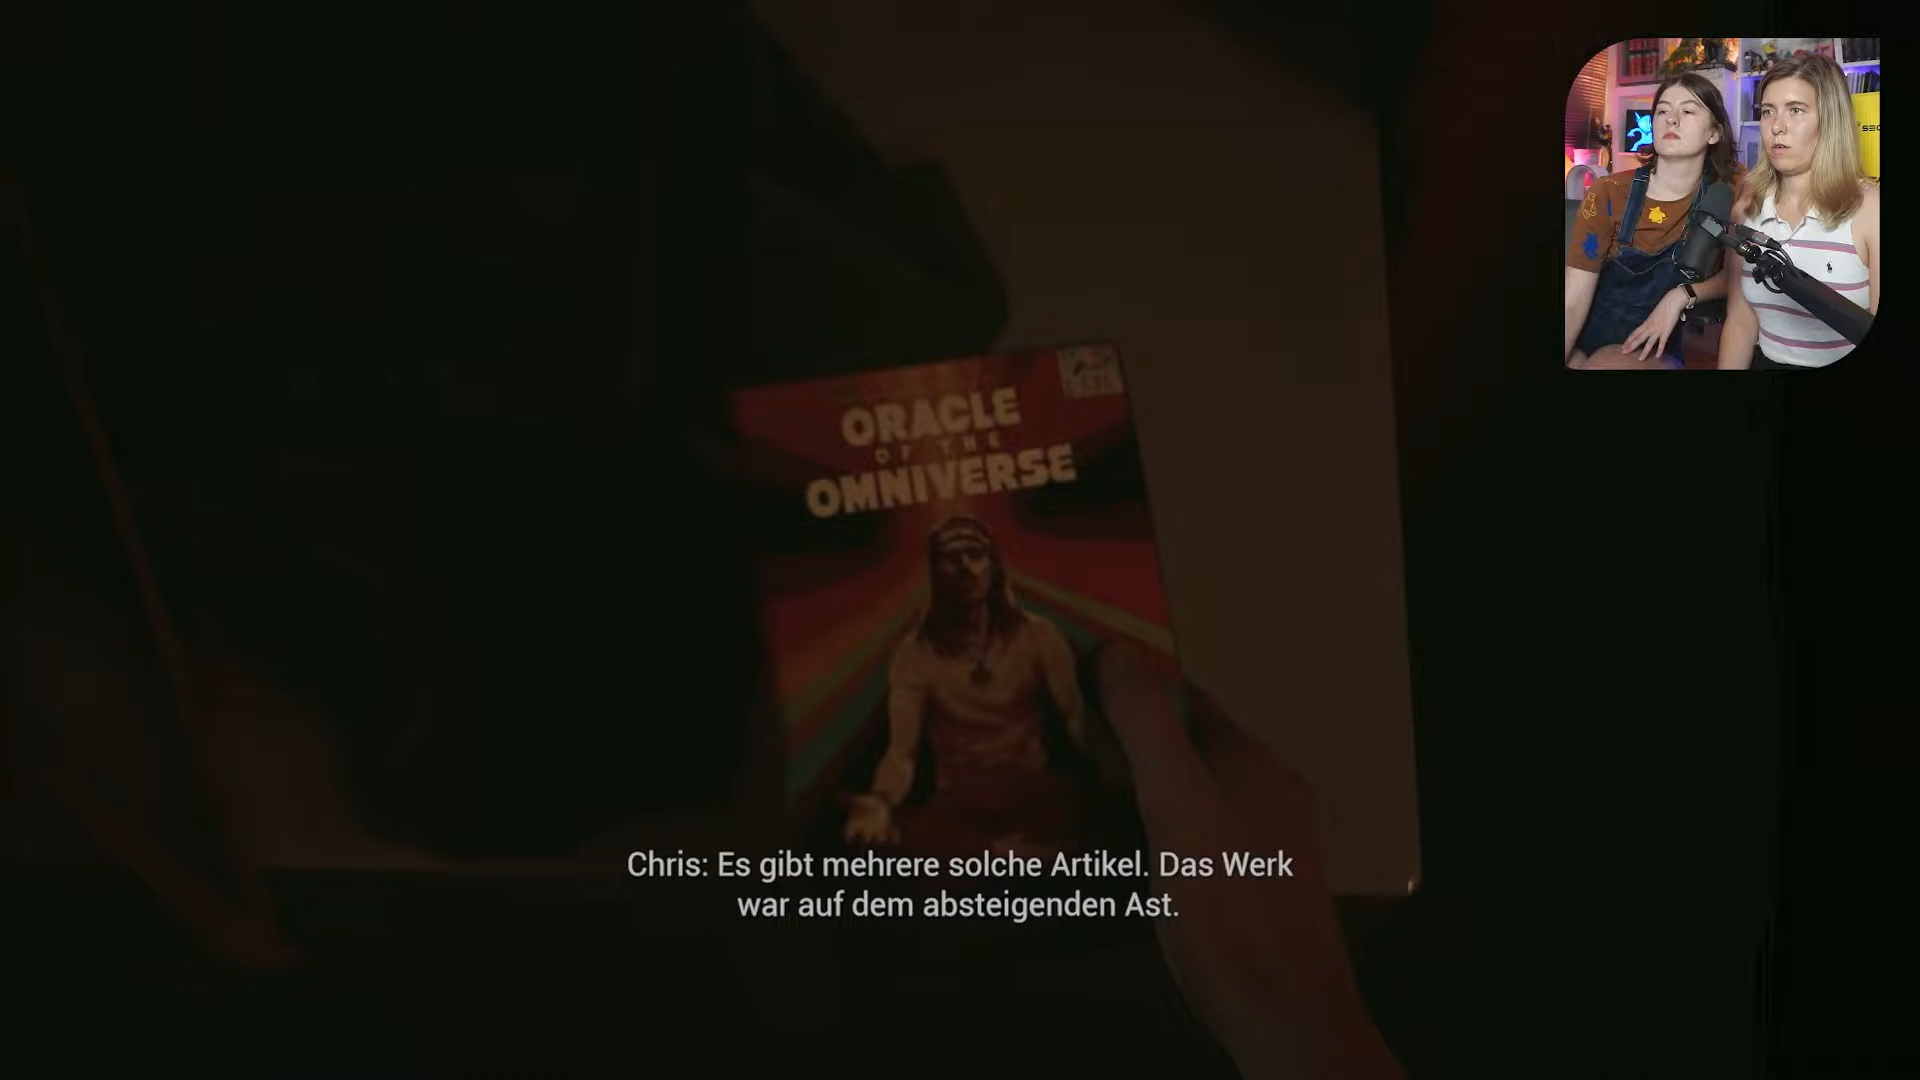 ORACLE
OF THE
OMNIVERSE
Chris: Es gibt mehrere solche Artikel. Das Werk
war auf dem absteigenden Ast.